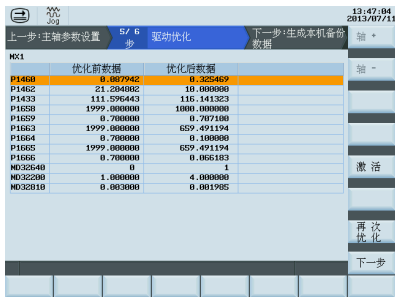 Jog
13:47:04
2013/07/11
上一步:主轴参数设置 5/ 6 步 驱动优化 下一步:生成本机备份数据
轴 +
MX1
优化前数据 优化后数据
轴 -
P1460 0.087942 0.325469
P1462 21.204802 10.000000
P1433 111.596443 116.141323
P1658 1999.000000 1000.000000
P1659 0.700000 0.707100
P1663 1999.000000 659.491194
P1664 0.700000 0.100000
P1665 1999.000000 659.491194
P1666 0.700000 0.066183
MD32640 0 1
MD32200 1.000000 4.000000
MD32810 0.003000 0.001985
激 活
再 次
优 化
下一步